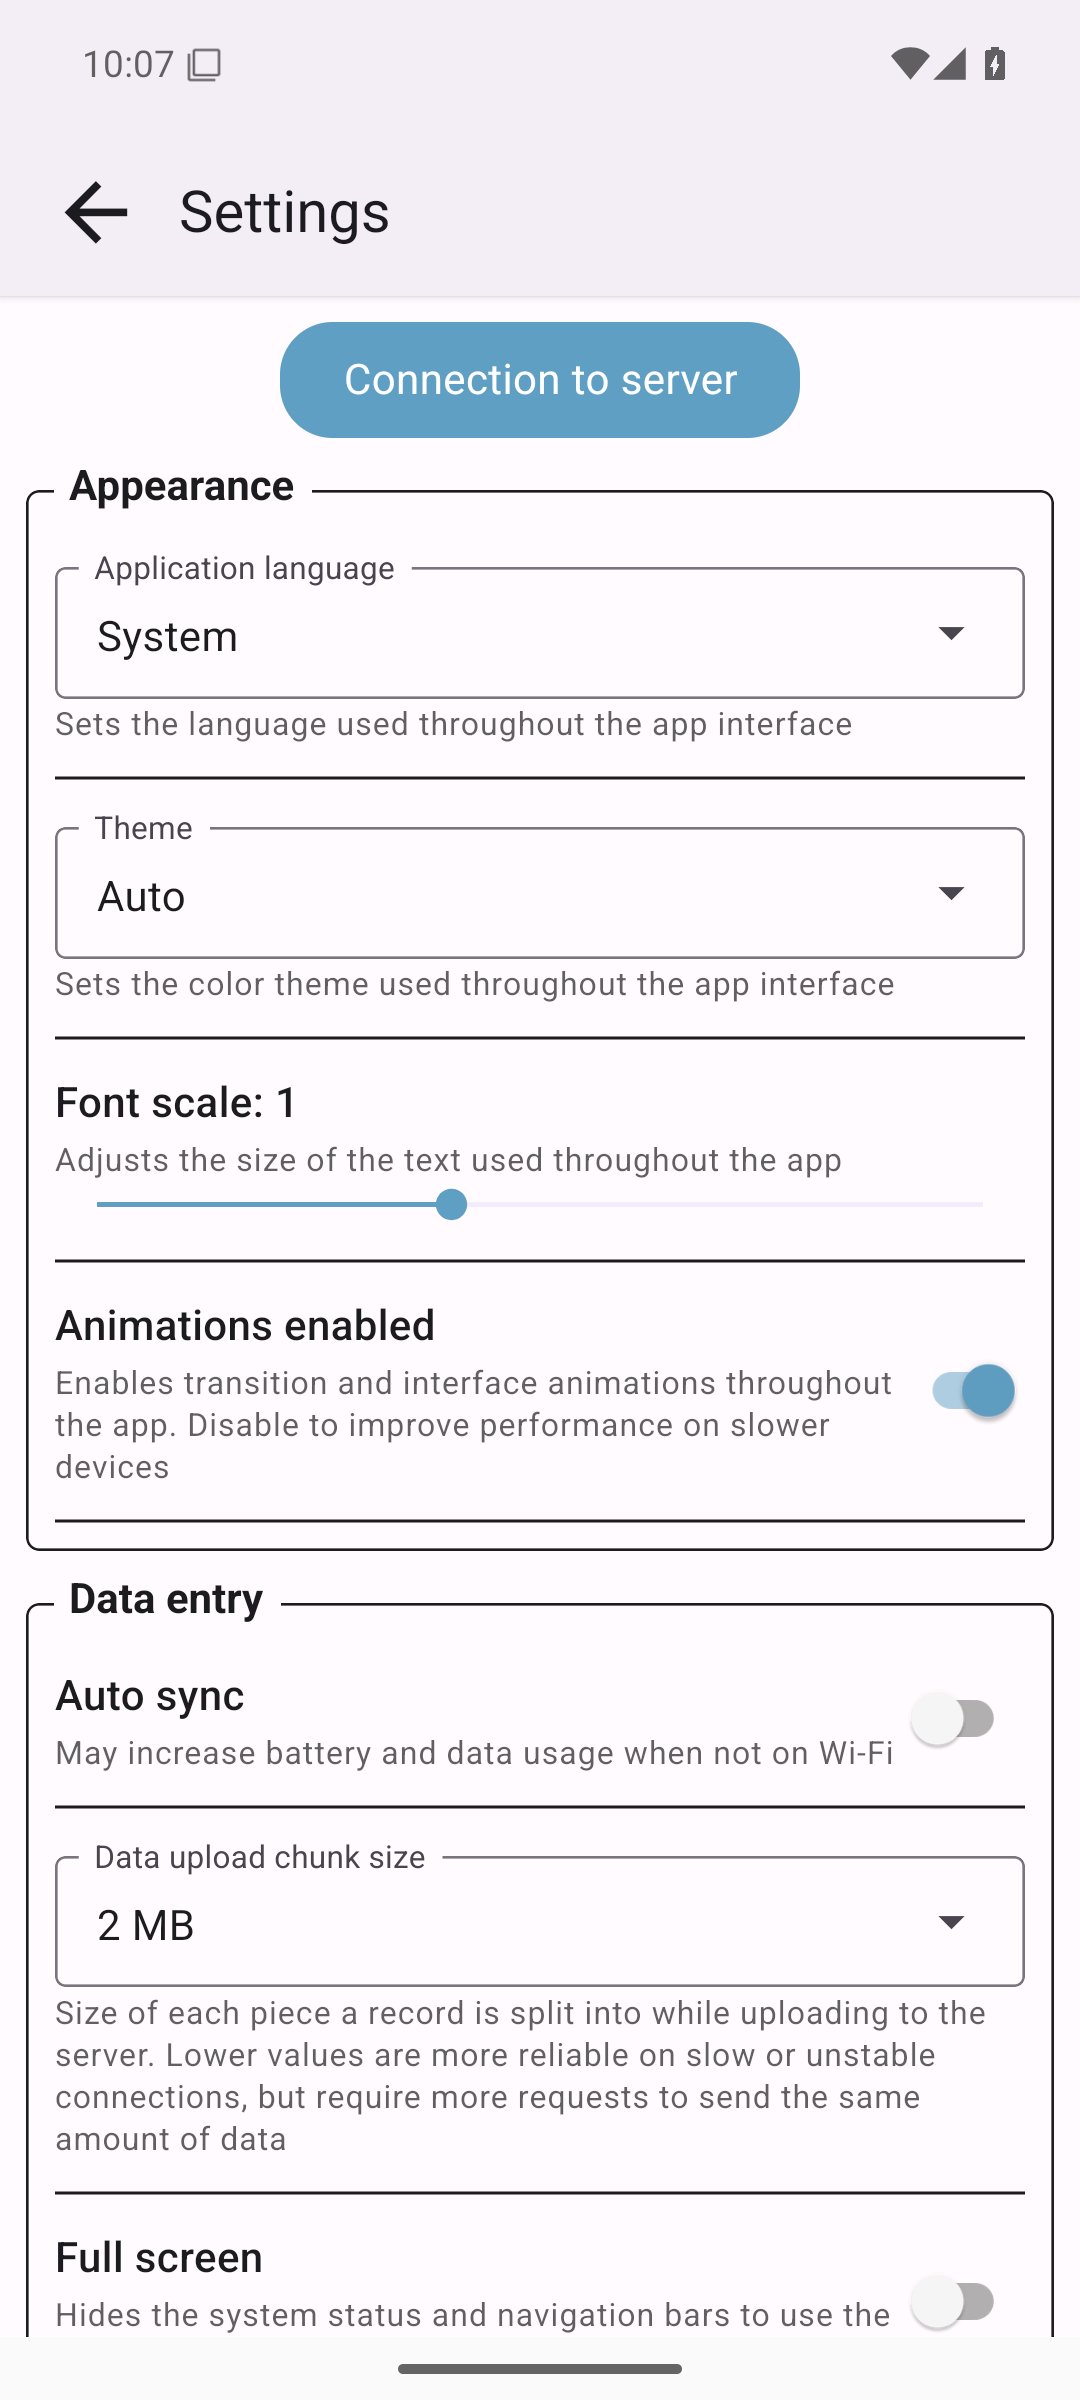 10:07
Settings
Connection to server
Appearance
Application language
System
Sets the language used throughout the app interface
Theme
Auto
Sets the color theme used throughout the app interface
Font scale: 1
Adjusts the size of the text used throughout the app
Animations enabled
Enables transition and interface animations throughout
the app. Disable to improve performance on slower
devices
Data entry
Auto sync
May increase battery and data usage when not on Wi-Fi
Data upload chunk size
2 MB
Size of each piece a record is split into while uploading to the
server. Lower values are more reliable on slow or unstable
connections, but require more requests to send the same
amount of data
Full screen
Hides the system status and navigation bars to use the